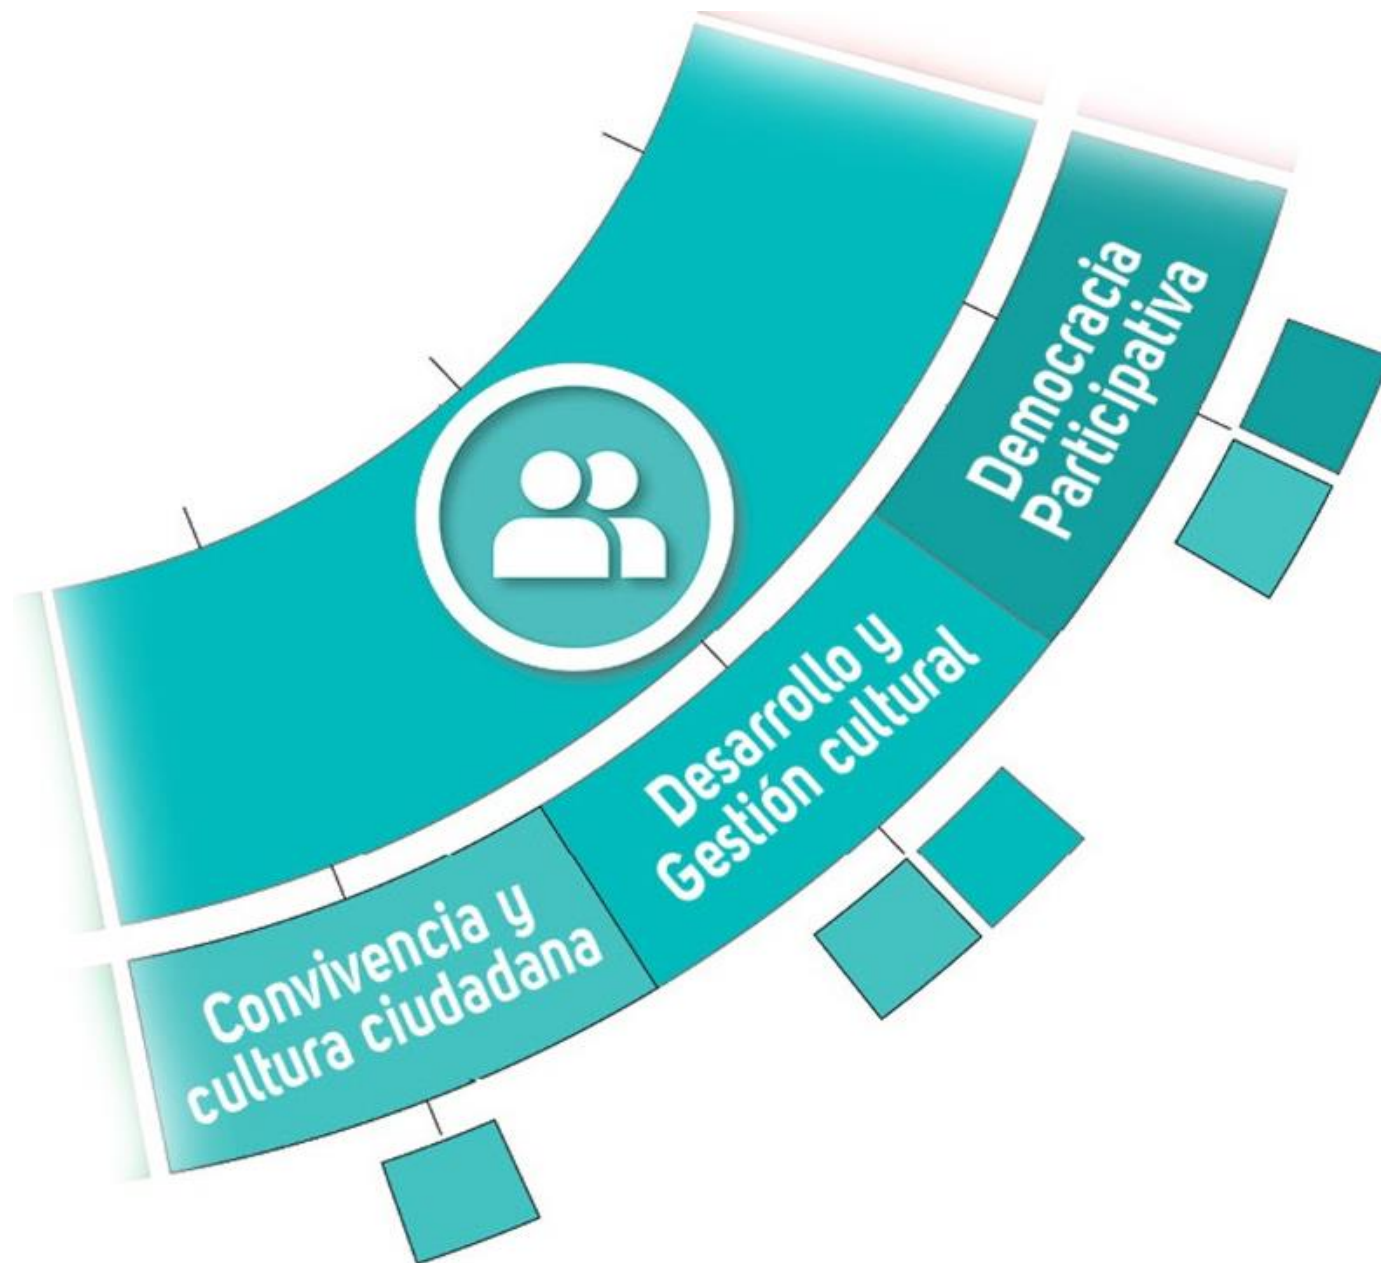 Democracia
Participativa
Desarrollo y
Gestión cultural
Convivencia y
cultura ciudadana